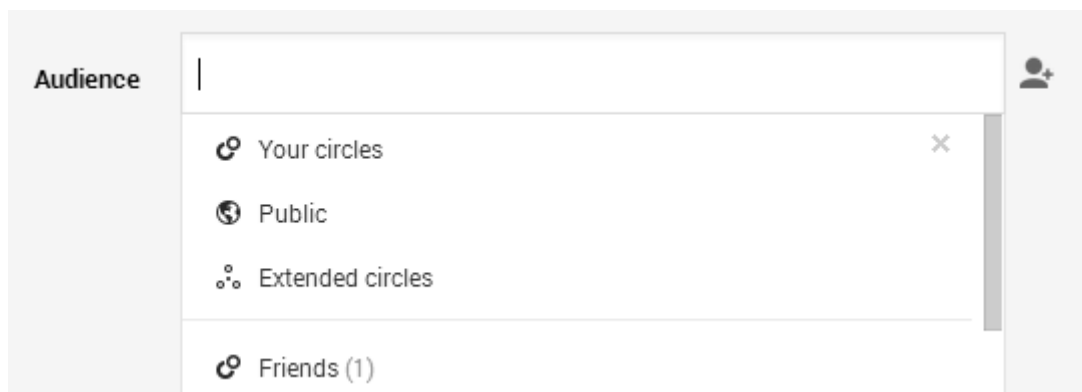 Audience
Your circles
Public
Extended circles
Friends (1)